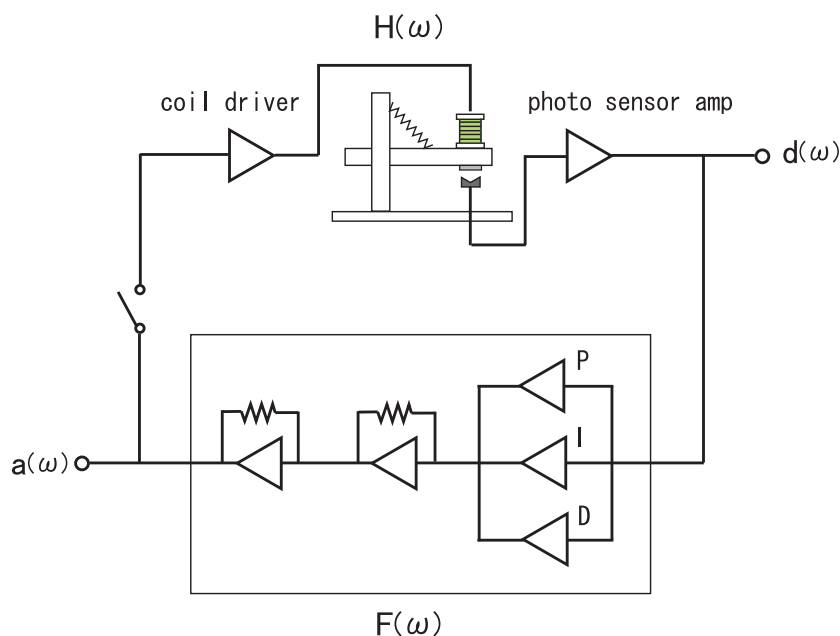 H(ω)
coil driver
photo sensor amp
d(ω)
P
I
D
a(ω)
F(ω)